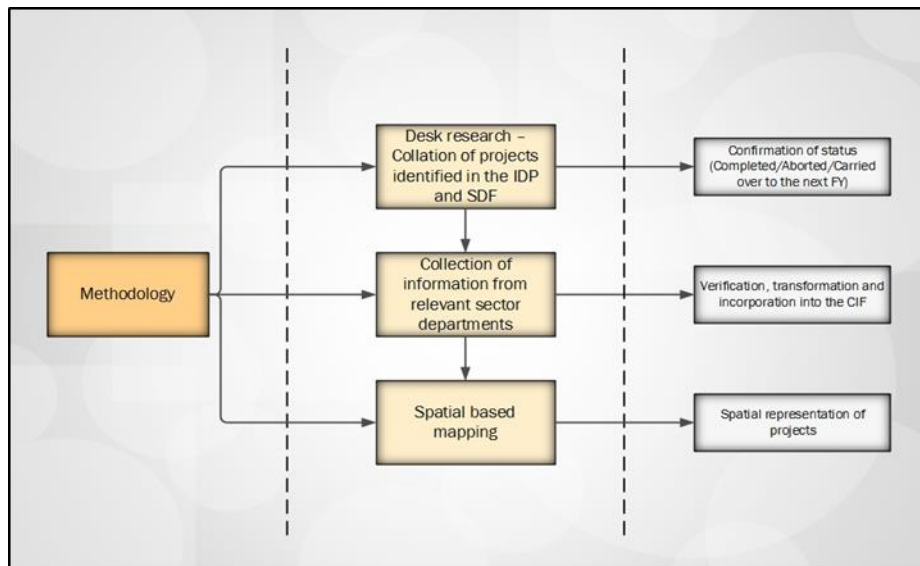 Methodology
Desk research –
Collation of projects
identified in the IDP
and SDF
Collection of
information from
relevant sector
departments
Spatial based
mapping
Confirmation of status
(Completed/Aborted/Carried
over to the next FY)
Verification, transformation and
incorporation into the CIF
Spatial representation of
projects